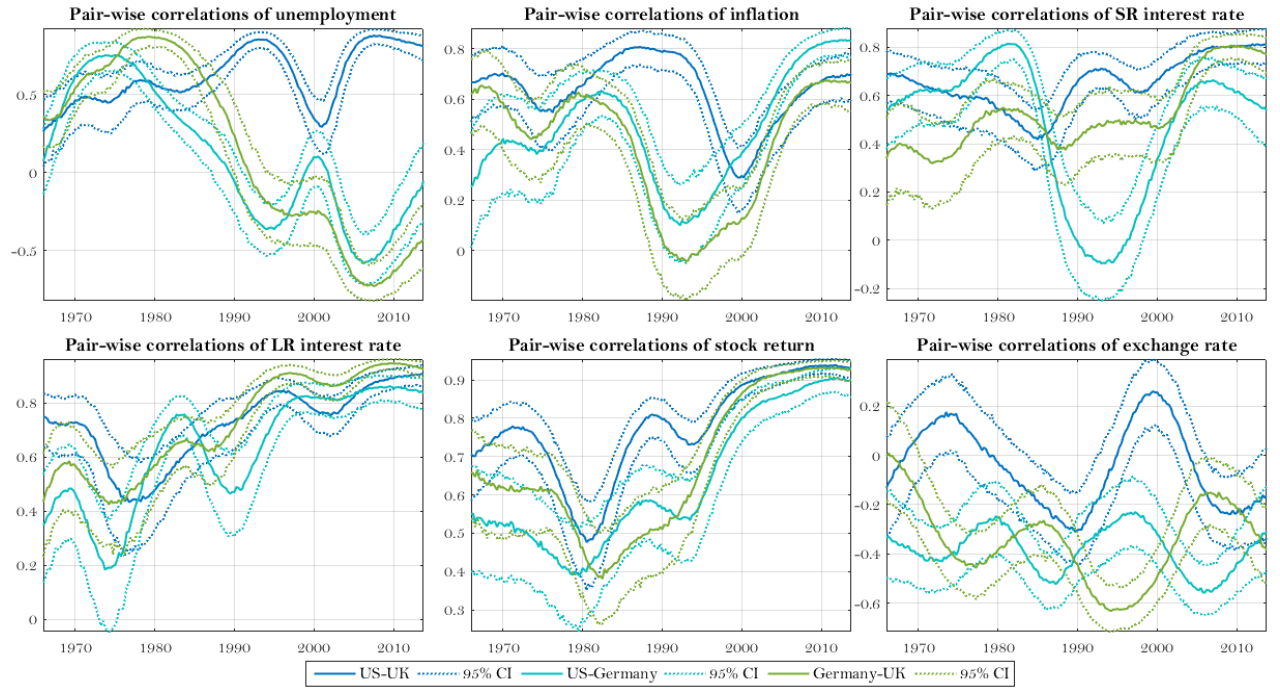 Pair-wise correlations of unemployment
0.5
0
-0.5
1970 1980 1990 2000 2010
Pair-wise correlations of inflation
0.8
0.6
0.4
0.2
0
1970 1980 1990 2000 2010
Pair-wise correlations of SR interest rate
0.8
0.6
0.4
0.2
0
-0.2
1970 1980 1990 2000 2010
Pair-wise correlations of LR interest rate
0.8
0.6
0.4
0.2
0
1970 1980 1990 2000 2010
Pair-wise correlations of stock return
0.9
0.8
0.7
0.6
0.5
0.4
0.3
1970 1980 1990 2000 2010
Pair-wise correlations of exchange rate
0.2
0
-0.2
-0.4
-0.6
1970 1980 1990 2000 2010
US-UK 95% CI US-Germany 95% CI Germany-UK 95% CI